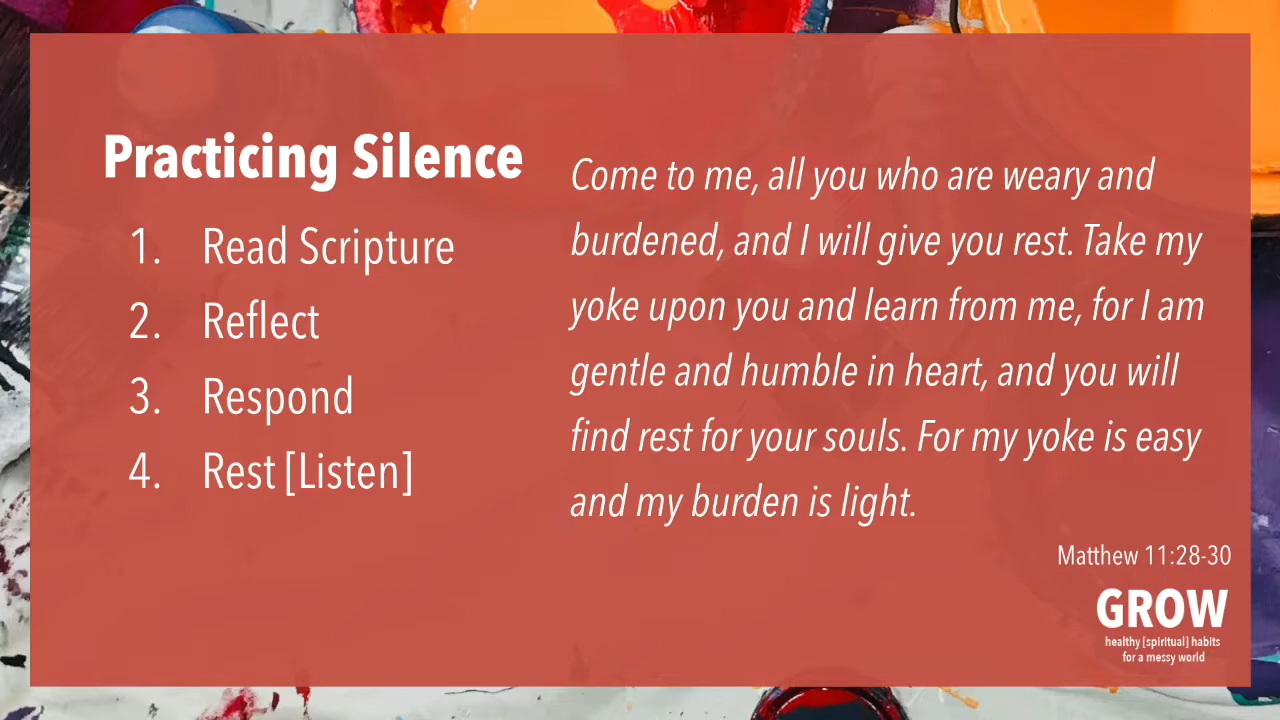 Practicing Silence
1. Read Scripture
2. Reflect
3. Respond
4. Rest [Listen]
Come to me, all you who are weary and
burdened, and I will give you rest. Take my
yoke upon you and learn from me, for I am
gentle and humble in heart, and you will
find rest for your souls. For my yoke is easy
and my burden is light.
Matthew 11:28-30
GROW
healthy [spiritual] habits
for a messy world